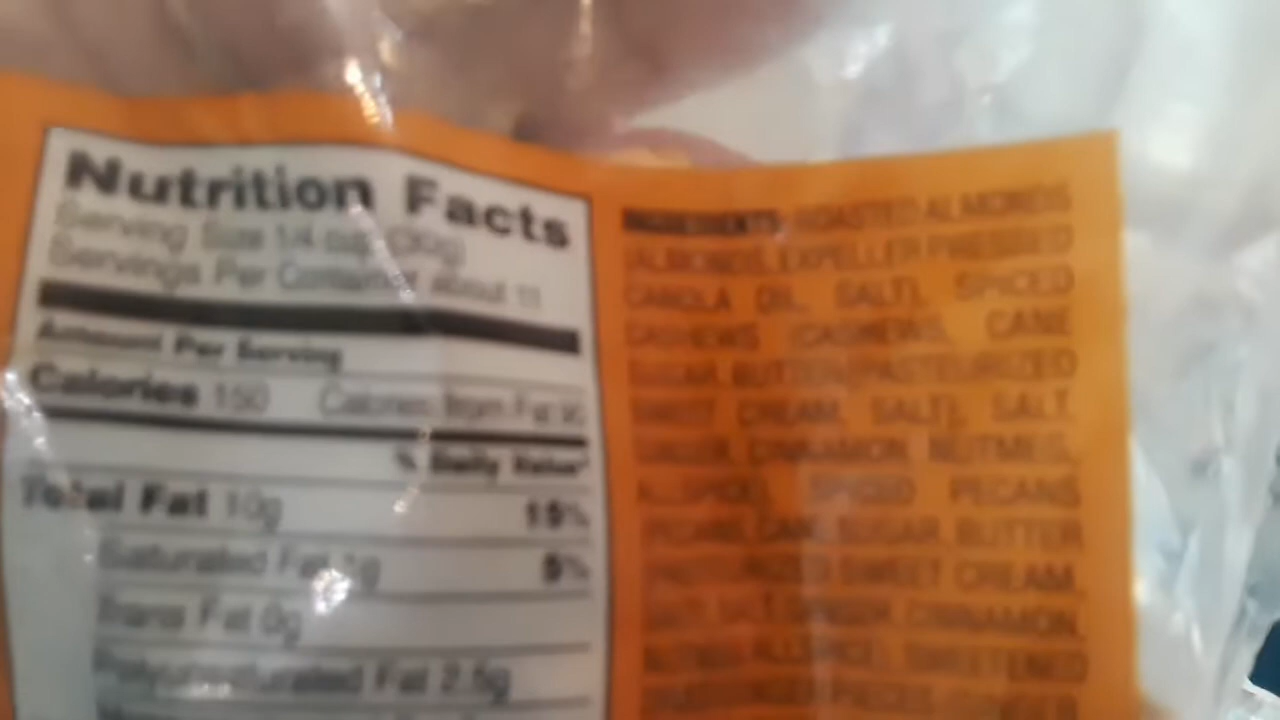 Nutrition Facts
Serving Size 1/4 cup (30g)
Servings Per Container about 11
Amount Per Serving
Calories 150 Calories from Fat
% Daily Value*
Total Fat 10g 15%
Saturated Fat 1g 5%
Trans Fat 0g
Polyunsaturated Fat 2.5g
INGREDIENTS: ROASTED ALMONDS
(ALMONDS, EXPELLER PRESSED
CANOLA OIL, SALT), SPICED
CASHEWS (CASHEWS, CANE
SUGAR, BUTTER (PASTEURIZED
SWEET CREAM, SALT), SALT,
GINGER, CINNAMON, NUTMEG,
ALLSPICE), SPICED PECANS
(PECANS, CANE SUGAR, BUTTER
SWEET CREAM,
SALT), SALT, GINGER, CINNAMON,
NUTMEG, ALLSPICE), SWEETENED
PIECES